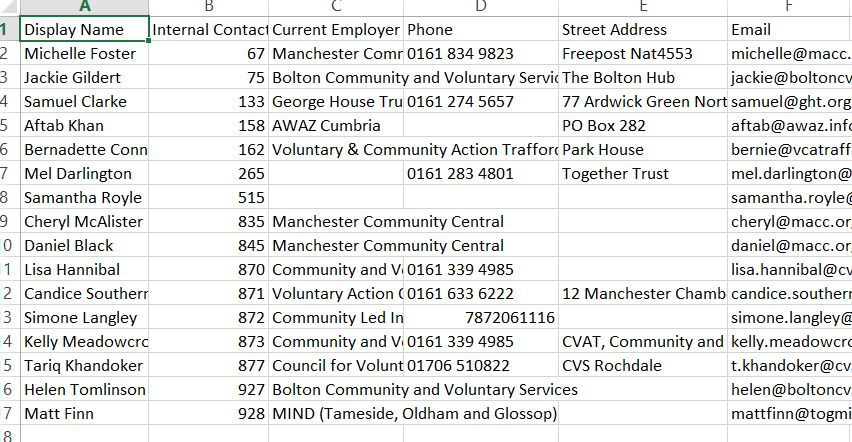 A B C D E F
1 Display Name Internal Contact Current Employer Phone Street Address Email
2 Michelle Foster 67 Manchester Comm 0161 834 9823 Freepost Nat4553 michelle@macc.
3 Jackie Gildert 75 Bolton Community and Voluntary Servic The Bolton Hub jackie@boltoncv
4 Samuel Clarke 133 George House Tru 0161 274 5657 77 Ardwick Green Nort samuel@ght.org
5 Aftab Khan 158 AWAZ Cumbria PO Box 282 aftab@awaz.info
6 Bernadette Conn 162 Voluntary & Community Action Trafford Park House bernie@vcatraff
7 Mel Darlington 265 0161 283 4801 Together Trust mel.darlington@
8 Samantha Royle 515 samantha.royle@
9 Cheryl McAlister 835 Manchester Community Central cheryl@macc.or
0 Daniel Black 845 Manchester Community Central daniel@macc.or
1 Lisa Hannibal 870 Community and Vo 0161 339 4985 lisa.hannibal@cv
2 Candice Southern 871 Voluntary Action O 0161 633 6222 12 Manchester Chamb candice.southern
3 Simone Langley 872 Community Led In 7872061116 simone.langley@
4 Kelly Meadowcro 873 Community and Vo 0161 339 4985 CVAT, Community and kelly.meadowcro
5 Tariq Khandoker 877 Council for Volunt 01706 510822 CVS Rochdale t.khandoker@cv
6 Helen Tomlinson 927 Bolton Community and Voluntary Services helen@boltoncv
7 Matt Finn 928 MIND (Tameside, Oldham and Glossop) mattfinn@togmi
8